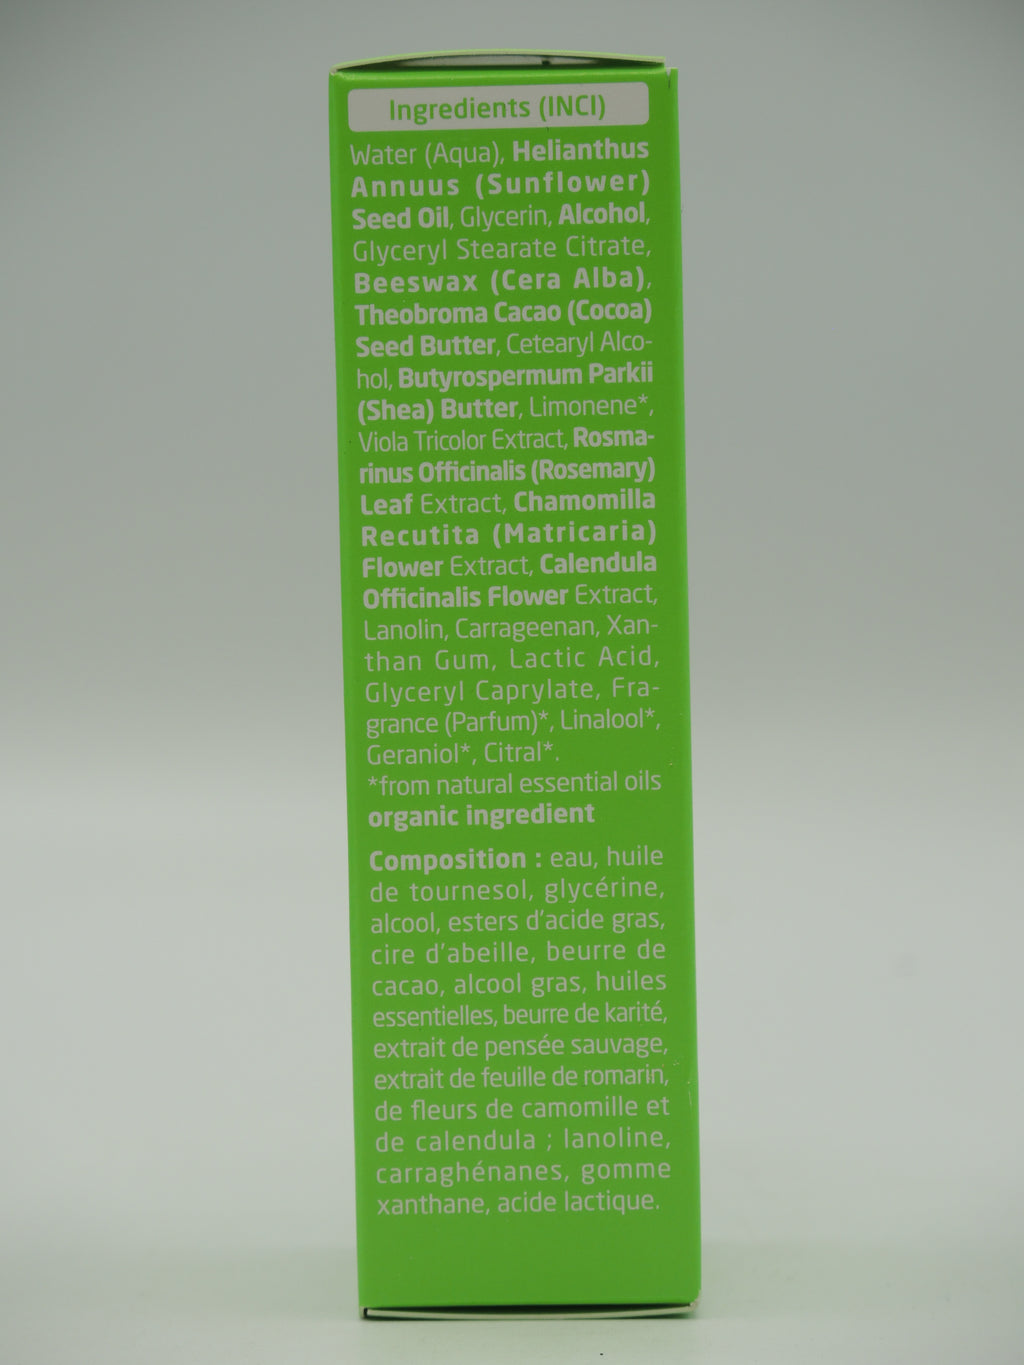 Ingredients (INCI)
Water (Aqua), Helianthus
Annuus (Sunflower)
Seed Oil, Glycerin, Alcohol,
Glyceryl Stearate Citrate,
Beeswax (Cera Alba),
Theobroma Cacao (Cocoa)
Seed Butter, Cetearyl Alco-
hol, Butyrospermum Parkii
(Shea) Butter, Limonene*,
Viola Tricolor Extract, Rosma-
rinus Officinalis (Rosemary)
Leaf Extract, Chamomilla
Recutita (Matricaria)
Flower Extract, Calendula
Officinalis Flower Extract,
Lanolin, Carrageenan, Xan-
than Gum, Lactic Acid,
Glyceryl Caprylate, Fra-
grance (Parfum)*, Linalool*,
Geraniol*, Citral*.
*from natural essential oils
organic ingredient
Composition : eau, huile
de tournesol, glycérine,
alcool, esters d'acide gras,
cire d'abeille, beurre de
cacao, alcool gras, huiles
essentielles, beurre de karité,
extrait de pensée sauvage,
extrait de feuille de romarin,
de fleurs de camomille et
de calendula ; lanoline,
carraghénanes, gomme
xanthane, acide lactique.